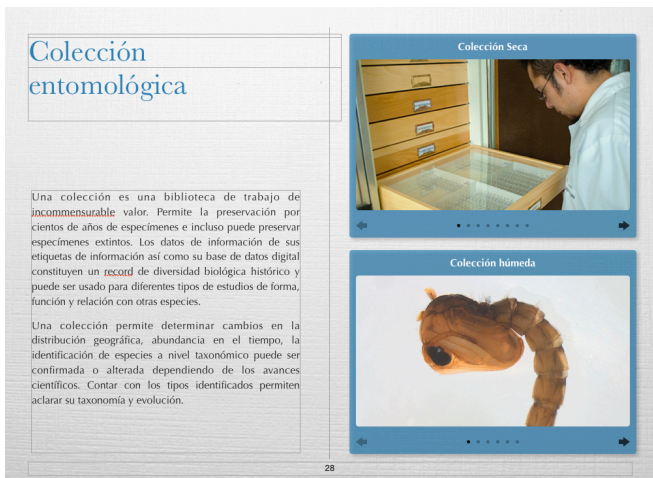 Colección
entomológica
Una colección es una biblioteca de trabajo de
incommensurable valor. Permite la preservación por
cientos de años de especímenes e incluso puede preservar
especímenes extintos. Los datos de información de sus
etiquetas de información así como su base de datos digital
constituyen un record de diversidad biológica histórico y
puede ser usado para diferentes tipos de estudios de forma,
función y relación con otras especies.
Una colección permite determinar cambios en la
distribución geográfica, abundancia en el tiempo, la
identificación de especies a nivel taxonómico puede ser
confirmada o alterada dependiendo de los avances
científicos. Contar con los tipos identificados permiten
aclarar su taxonomía y evolución.
Colección Seca
Colección húmeda
28